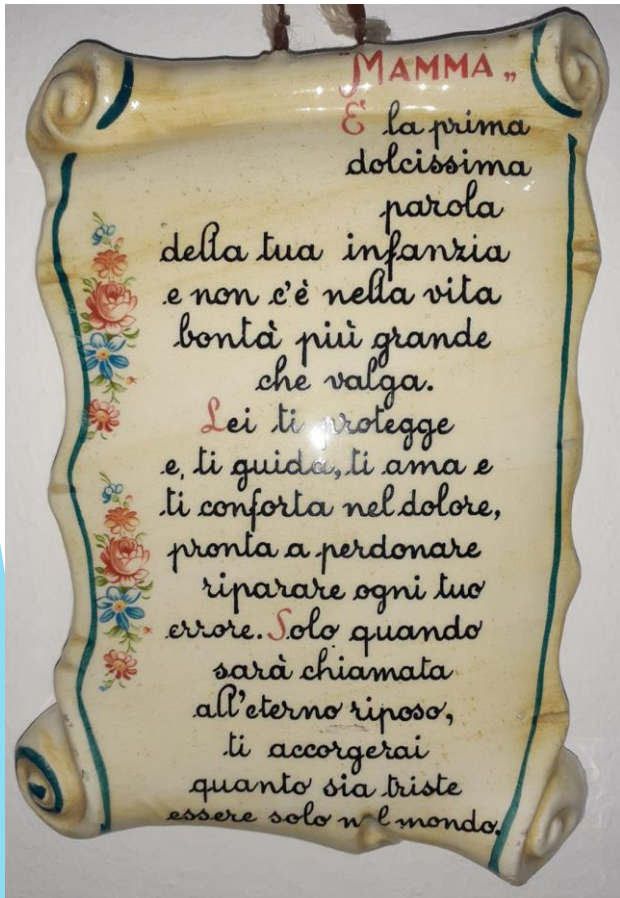 "MAMMA„
E' la prima
dolcissima
parola
della tua infanzia
e non c'è nella vita
bontà più grande
che valga.
Lei ti protegge
e, ti guida, ti ama e
ti conforta nel dolore,
pronta a perdonare
riparare ogni tuo
errore. Solo quando
sarà chiamata
all'eterno riposo,
ti accorgerai
quanto sia triste
essere solo nel mondo.